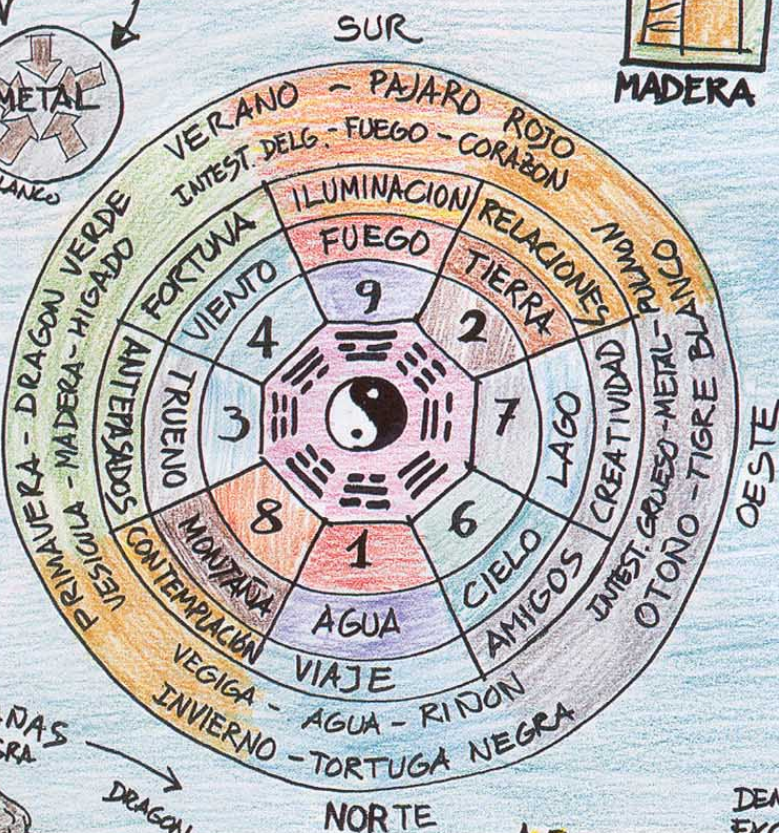 SUR
METAL
LANCO
MADERA
VERANO - PAJARO ROJO
INTEST. DELG. - FUEGO - CORAZON
PRIMAVERA - DRAGON VERDE
VESICULA - MADERA - HIGADO
OTOÑO - TIGRE BLANCO
INTEST. GRUESO - METAL - PULMON
OESTE
ILUMINACION
FUEGO
9
RELACIONES
TIERRA
2
CREATIVIDAD
LAGO
7
AMIGOS
CIELO
6
VIAJE
AGUA
1
CONTEMPLACIÓN
MONTAÑA
8
ANTEPASADOS
TRUENO
3
FORTUNA
VIENTO
4
VEGIGA - AGUA - RIÑON
INVIERNO - TORTUGA NEGRA
NORTE
AÑAS
GRA
DRAGON
DEN